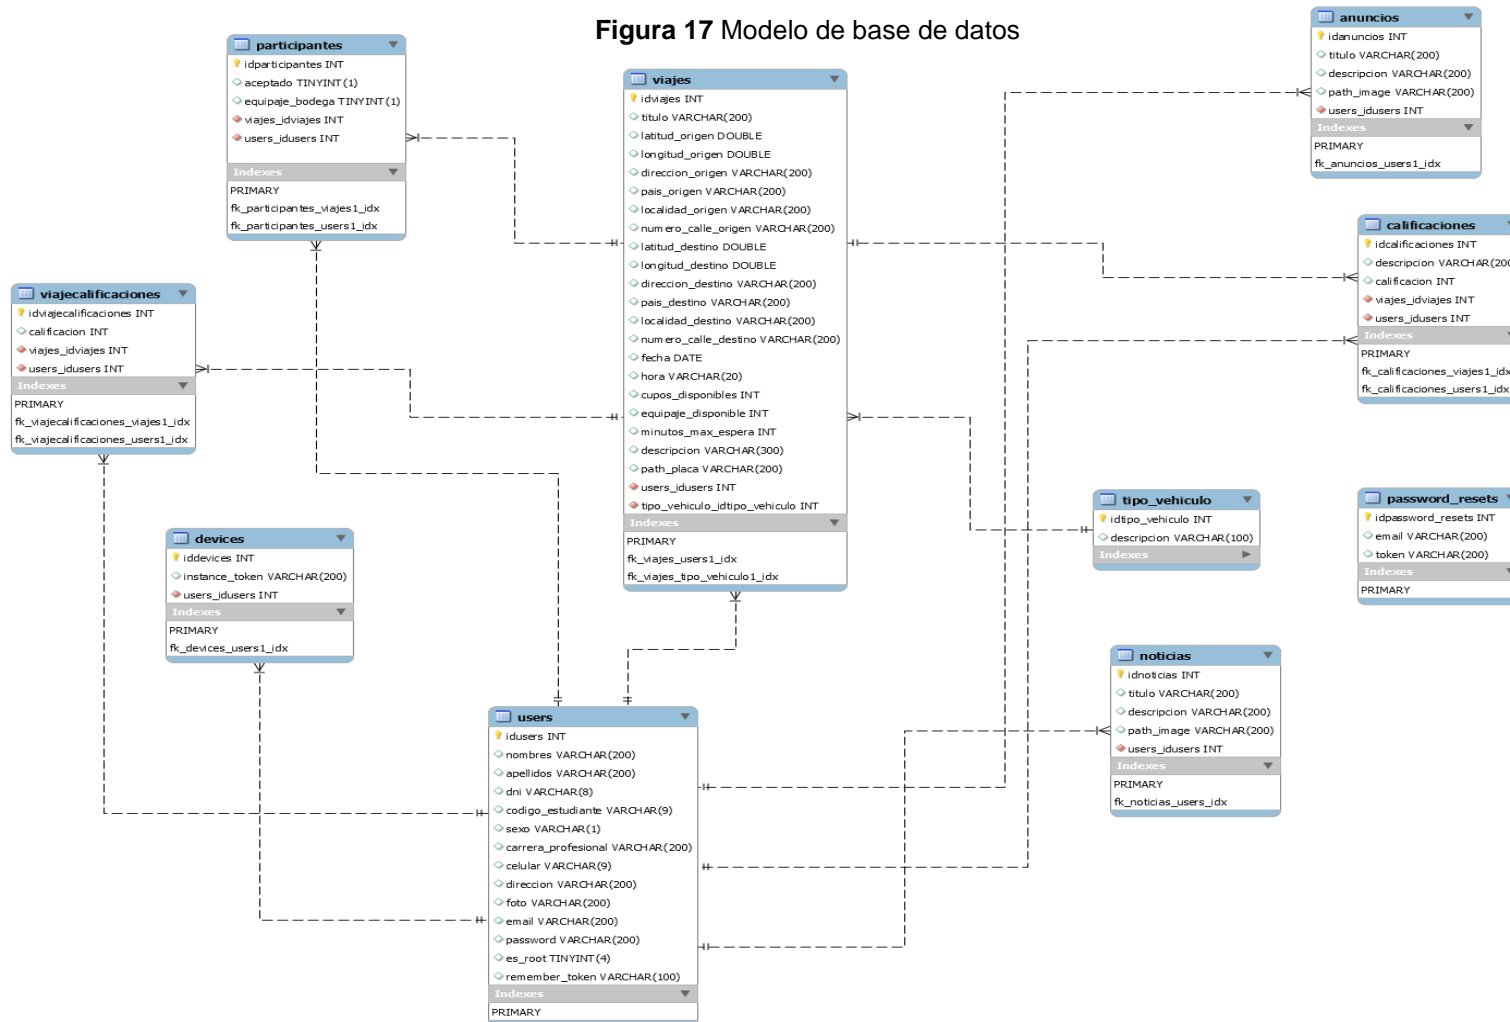 Figura 17 Modelo de base de datos
participantes
idparticipantes INT
aceptado TINYINT(1)
equipaje_bodega TINYINT(1)
viajes_idviajes INT
users_idusers INT
Indexes
PRIMARY
fk_participantes_viajes1_idx
fk_participantes_users1_idx
viajes
idviajes INT
titulo VARCHAR(200)
latitud_origen DOUBLE
longitud_origen DOUBLE
direccion_origen VARCHAR(200)
pais_origen VARCHAR(200)
localidad_origen VARCHAR(200)
numero_calle_origen VARCHAR(200)
latitud_destino DOUBLE
longitud_destino DOUBLE
direccion_destino VARCHAR(200)
pais_destino VARCHAR(200)
localidad_destino VARCHAR(200)
numero_calle_destino VARCHAR(200)
fecha DATE
hora VARCHAR(20)
cupos_disponibles INT
equipaje_disponible INT
minutos_max_espera INT
descripcion VARCHAR(300)
path_placa VARCHAR(200)
users_idusers INT
tipo_vehiculo_idtipo_vehiculo INT
Indexes
PRIMARY
fk_viajes_users1_idx
fk_viajes_tipo_vehiculo1_idx
anuncios
idanuncios INT
titulo VARCHAR(200)
descripcion VARCHAR(200)
path_image VARCHAR(200)
users_idusers INT
Indexes
PRIMARY
fk_anuncios_users1_idx
calificaciones
idcalificaciones INT
descripcion VARCHAR(200
calificacion INT
viajes_idviajes INT
users_idusers INT
Indexes
PRIMARY
fk_calificaciones_viajes1_idx
fk_calificaciones_users1_idx
viajecalificaciones
idviajecalificaciones INT
calificacion INT
viajes_idviajes INT
users_idusers INT
Indexes
PRIMARY
fk_viajecalificaciones_viajes1_idx
fk_viajecalificaciones_users1_idx
tipo_vehiculo
idtipo_vehiculo INT
descripcion VARCHAR(100)
Indexes
password_resets
idpassword_resets INT
email VARCHAR(200)
token VARCHAR(200)
Indexes
PRIMARY
devices
iddevices INT
instance_token VARCHAR(200)
users_idusers INT
Indexes
PRIMARY
fk_devices_users1_idx
noticias
idnoticias INT
titulo VARCHAR(200)
descripcion VARCHAR(200)
path_image VARCHAR(200)
users_idusers INT
Indexes
PRIMARY
fk_noticias_users_idx
users
idusers INT
nombres VARCHAR(200)
apellidos VARCHAR(200)
dni VARCHAR(8)
codigo_estudiante VARCHAR(9)
sexo VARCHAR(1)
carrera_profesional VARCHAR(200)
celular VARCHAR(9)
direccion VARCHAR(200)
foto VARCHAR(200)
email VARCHAR(200)
password VARCHAR(200)
es_root TINYINT(4)
remember_token VARCHAR(100)
Indexes
PRIMARY